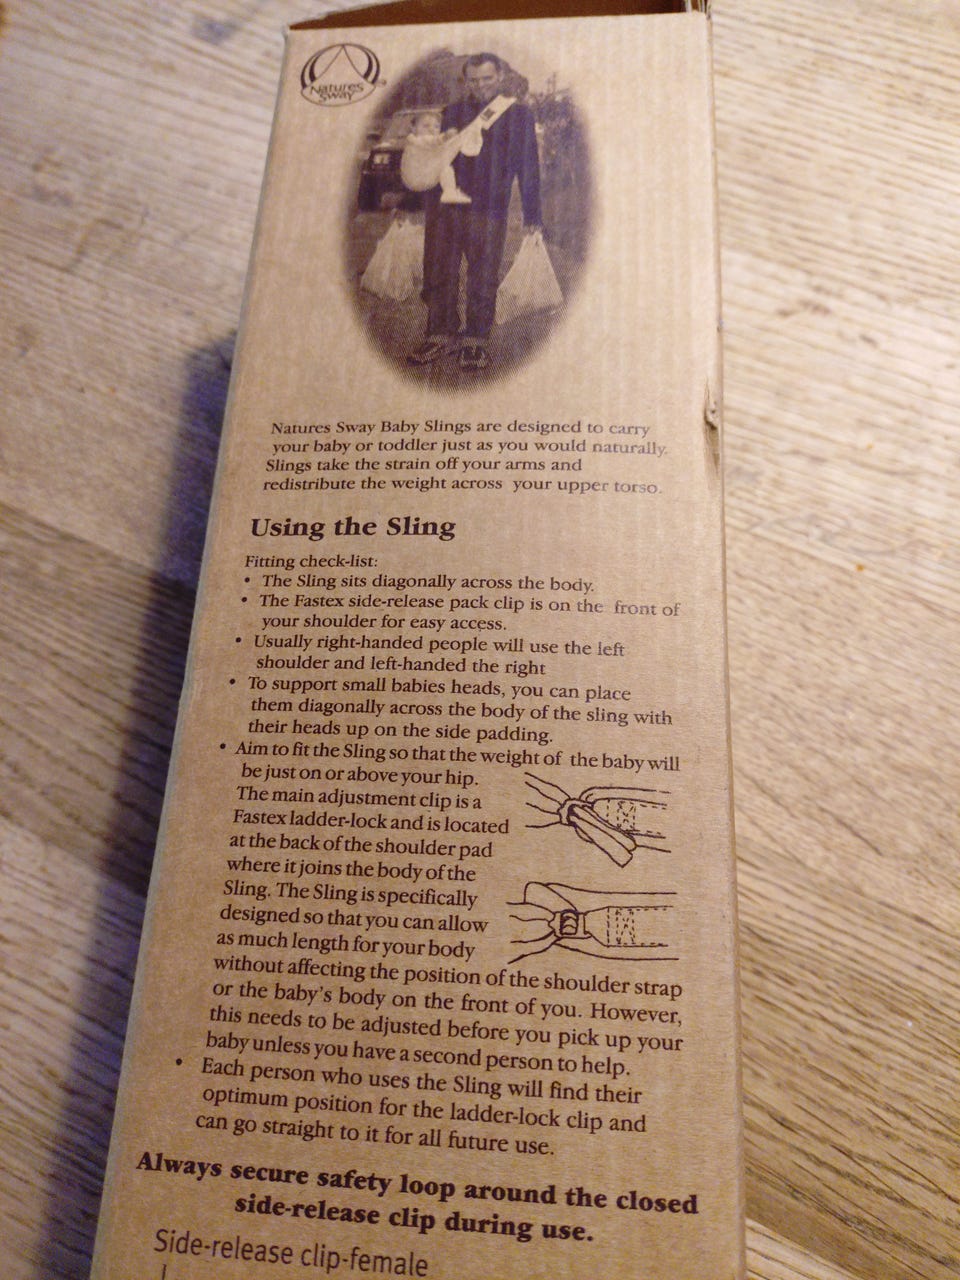 Natures
Sway
Natures Sway Baby Slings are designed to carry
your baby or toddler just as you would naturally.
Slings take the strain off your arms and
redistribute the weight across your upper torso.
Using the Sling
Fitting check-list:
• The Sling sits diagonally across the body.
• The Fastex side-release pack clip is on the front of
your shoulder for easy access.
• Usually right-handed people will use the left
shoulder and left-handed the right
• To support small babies heads, you can place
them diagonally across the body of the sling with
their heads up on the side padding.
• Aim to fit the Sling so that the weight of the baby will
be just on or above your hip.
The main adjustment clip is a
Fastex ladder-lock and is located
at the back of the shoulder pad
where it joins the body of the
Sling. The Sling is specifically
designed so that you can allow
as much length for your body
without affecting the position of the shoulder strap
or the baby's body on the front of you. However,
this needs to be adjusted before you pick up your
baby unless you have a second person to help.
• Each person who uses the Sling will find their
optimum position for the ladder-lock clip and
can go straight to it for all future use.
Always secure safety loop around the closed
side-release clip during use.
Side-release clip-female